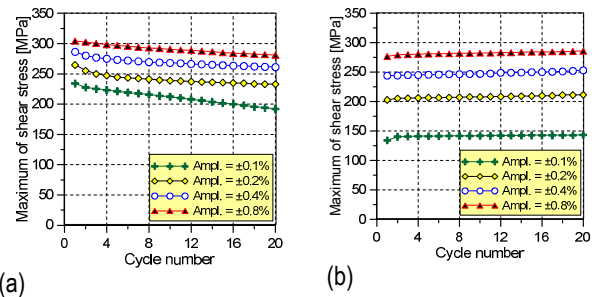 Maximum of shear stress [MPa]
350
300
250
200
150
100
50
0
Ampl. = ±0.1%
Ampl. = ±0.2%
Ampl. = ±0.4%
Ampl. = ±0.8%
0 4 8 12 16 20
Cycle number
(a)
Maximum of shear stress [MPa]
350
300
250
200
150
100
50
0
Ampl. = ±0.1%
Ampl. = ±0.2%
Ampl. = ±0.4%
Ampl. = ±0.8%
0 4 8 12 16 20
Cycle number
(b)